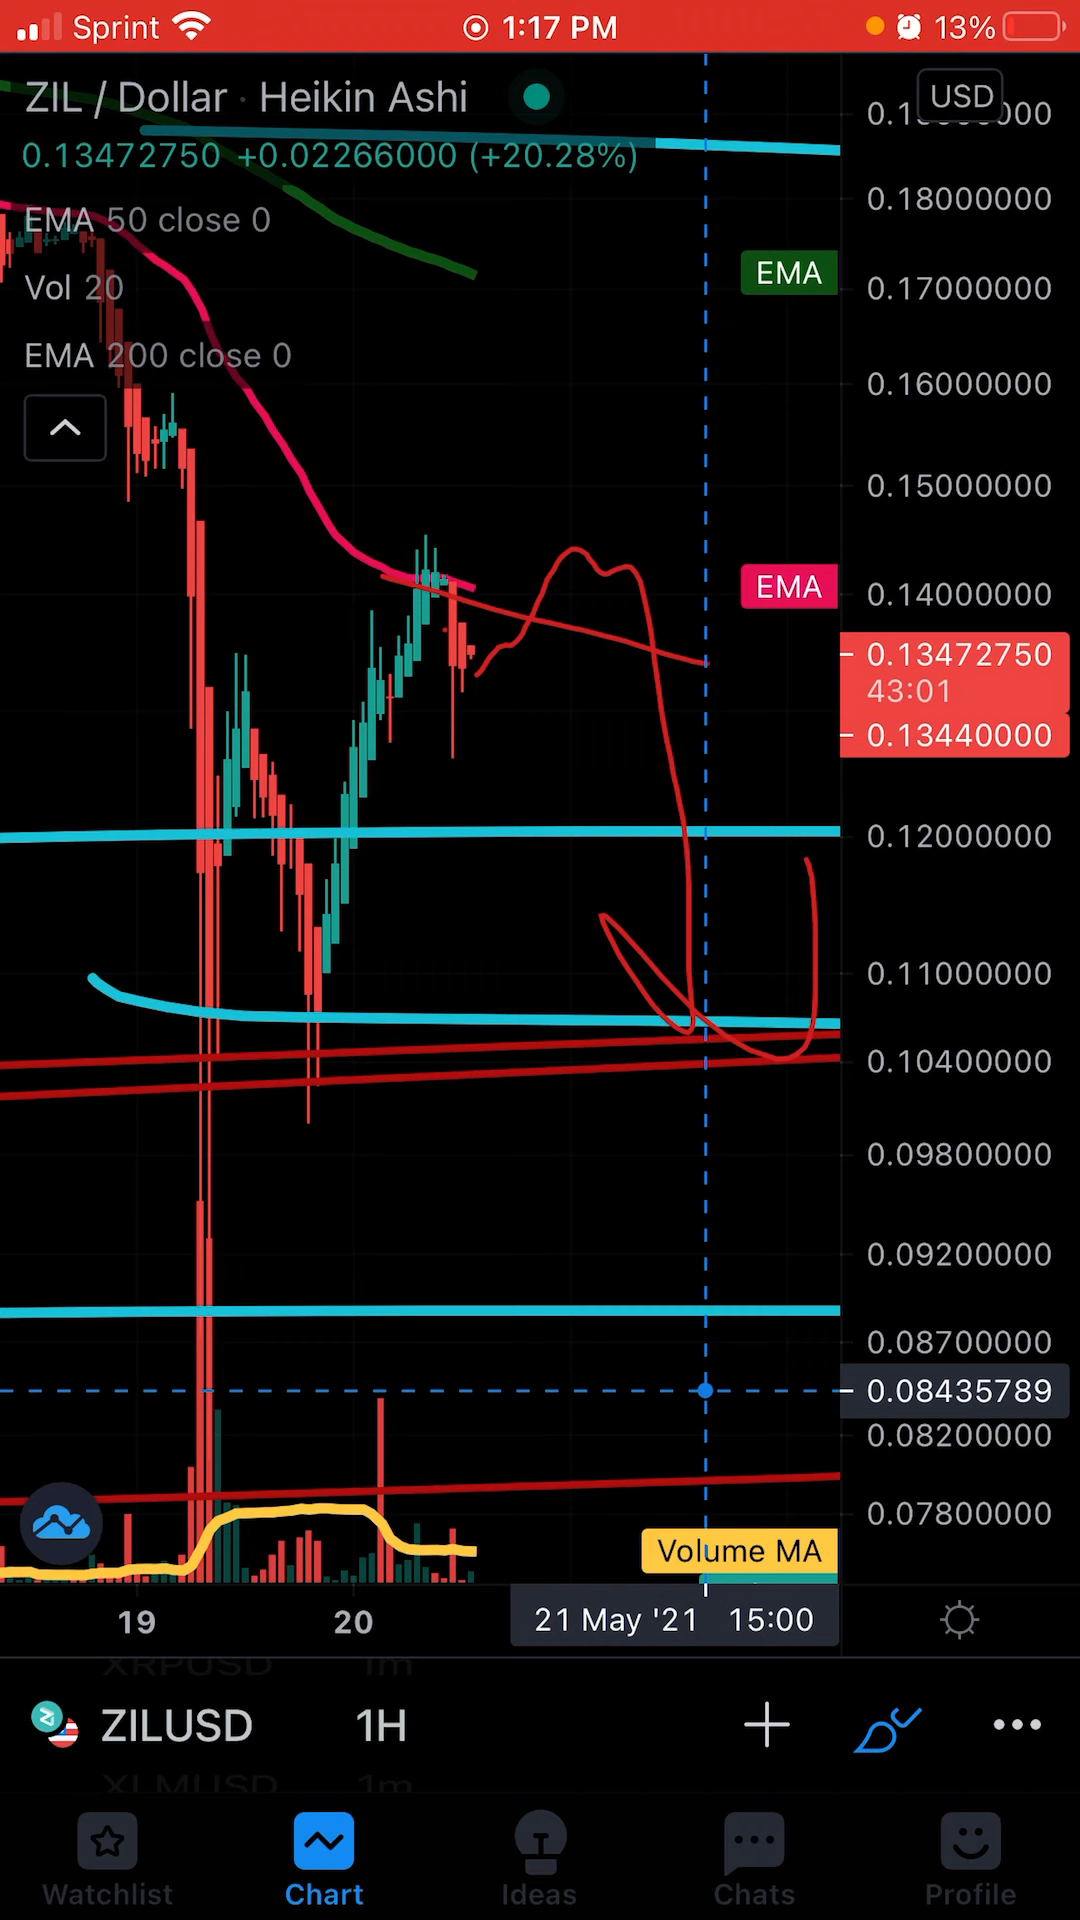 Sprint 1:17 PM 13%
ZIL / Dollar · Heikin Ashi
USD
0.13472750 +0.02266000 (+20.28%)
0.18000000
EMA 50 close 0
EMA
0.17000000
Vol 20
EMA 200 close 0
0.16000000
0.15000000
EMA
0.14000000
0.13472750
43:01
0.13440000
0.12000000
0.11000000
0.10400000
0.09800000
0.09200000
0.08700000
0.08435789
0.08200000
0.07800000
Volume MA
19 20 21 May '21 15:00
XRPUSD 1m
ZILUSD 1H
XLMUSD 1m
Watchlist Chart Ideas Chats Profile